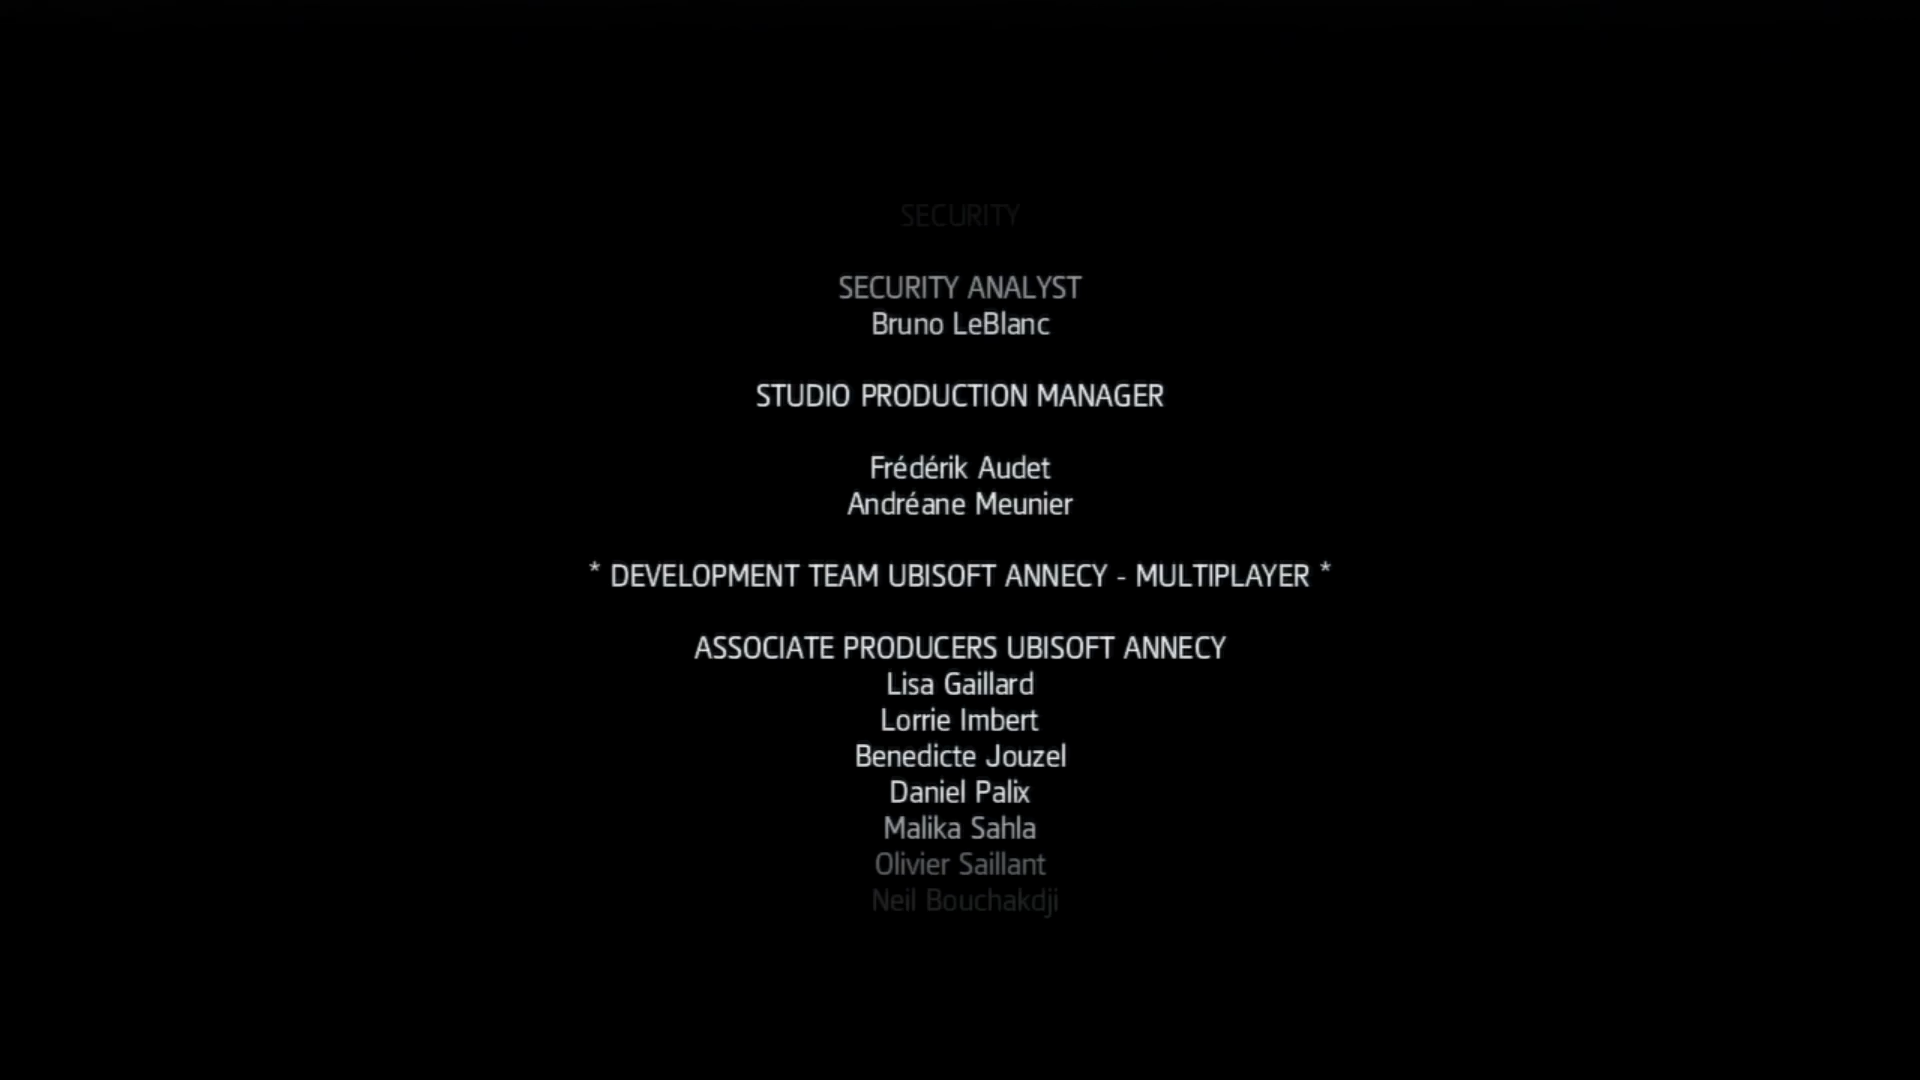 SECURITY
SECURITY ANALYST
Bruno LeBlanc
STUDIO PRODUCTION MANAGER
Frédérik Audet
Andréane Meunier
* DEVELOPMENT TEAM UBISOFT ANNECY - MULTIPLAYER *
ASSOCIATE PRODUCERS UBISOFT ANNECY
Lisa Gaillard
Lorrie Imbert
Benedicte Jouzel
Daniel Palix
Malika Sahla
Olivier Saillant
Neil Bouchakdji